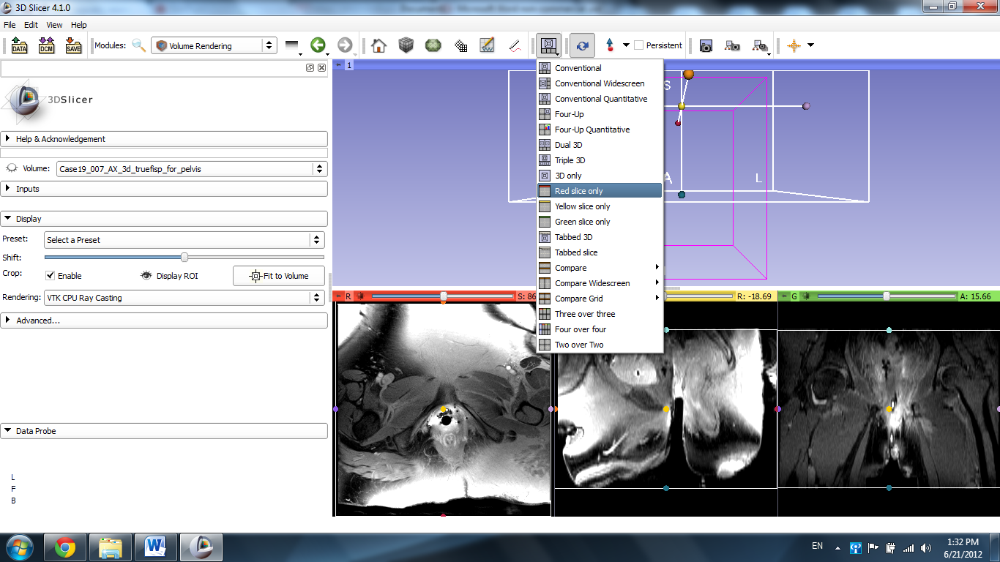 3D Slicer 4.1.0
File Edit View Help
DATA DCM SAVE Modules: Volume Rendering Persistent
1
3DSlicer
Help & Acknowledgement
Volume: Case19_007_AX_3d_truefisp_for_pelvis
Inputs
Display
Preset: Select a Preset
Shift:
Crop: Enable Display ROI Fit to Volume
Rendering: VTK CPU Ray Casting
Advanced...
Data Probe
L
F
B
Conventional
Conventional Widescreen
Conventional Quantitative
Four-Up
Four-Up Quantitative
Dual 3D
Triple 3D
3D only
Red slice only
Yellow slice only
Green slice only
Tabbed 3D
Tabbed slice
Compare
Compare Widescreen
Compare Grid
Three over three
Four over four
Two over Two
S
A
L
R S: 86
R: -18.69
G A: 15.66
EN
1:32 PM
6/21/2012